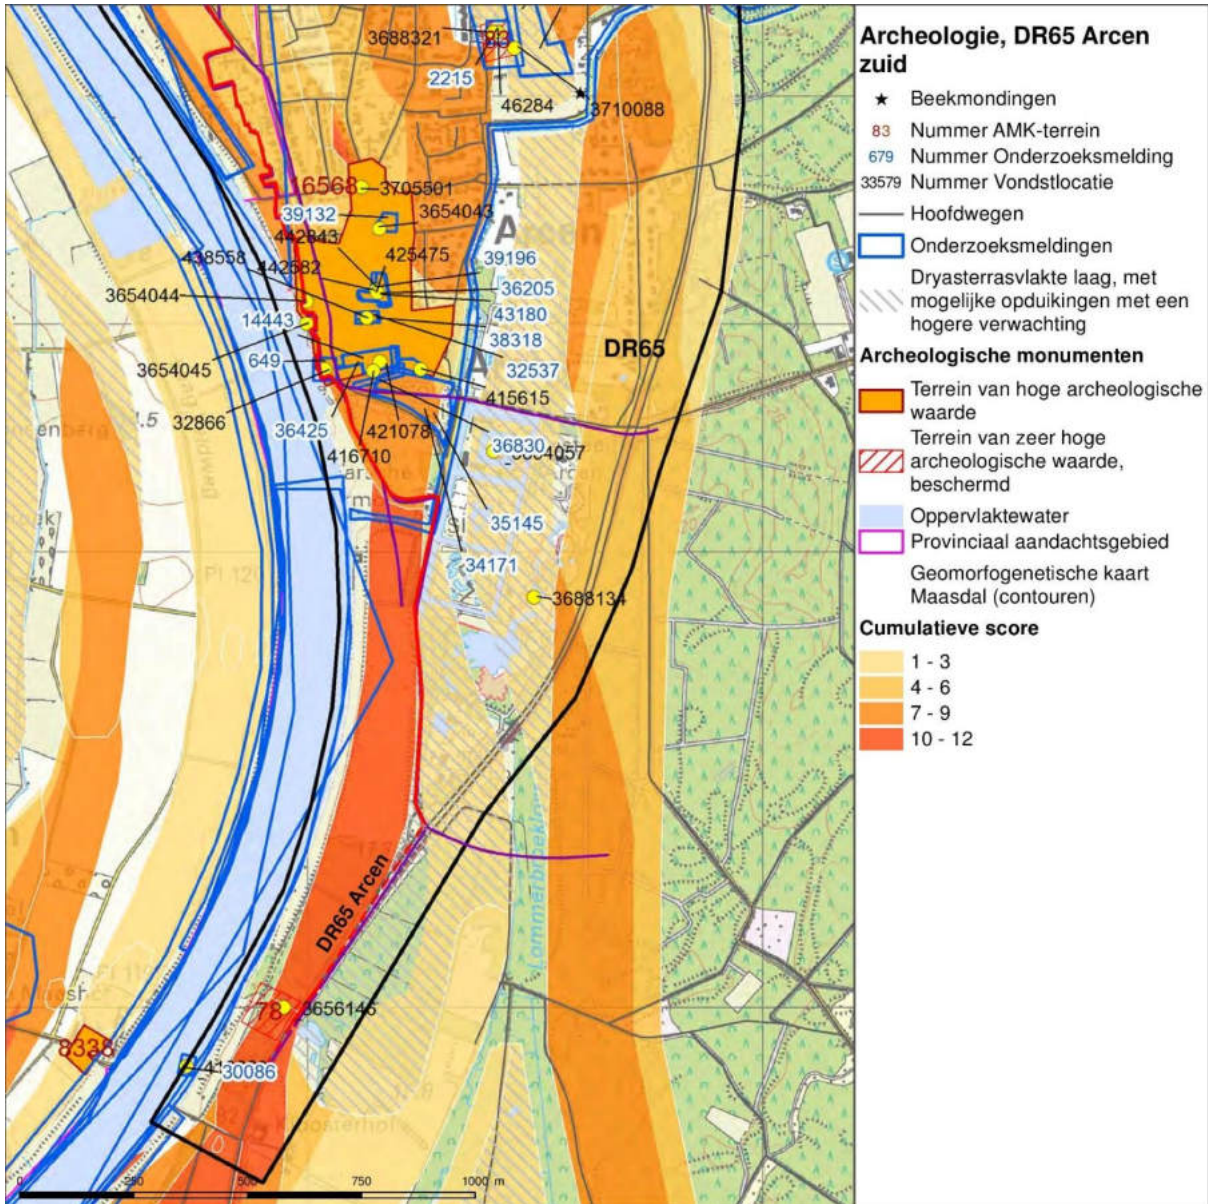 Archeologie, DR65 Arcen
zuid
Beekmondingen
83 Nummer AMK-terrein
679 Nummer Onderzoeksmelding
33579 Nummer Vondstlocatie
Hoofdwegen
Onderzoeksmeldingen
Dryasterrasvlakte laag, met
mogelijke opduikingen met een
hogere verwachting
Archeologische monumenten
Terrein van hoge archeologische
waarde
Terrein van zeer hoge
archeologische waarde,
beschermd
Oppervlaktewater
Provinciaal aandachtsgebied
Geomorfogenetische kaart
Maasdal (contouren)
Cumulatieve score
1 - 3
4 - 6
7 - 9
10 - 12
3688321
83
2215
46284
3710088
16568
3705501
39132
3654043
442843
438558
442582
425475
39196
36205
3654044
14443
43180
38318
DR65
649
32537
3654045
415615
32866
36425
421078
36830
416710
35145
34171
3688134
Pl 120
Lommerbroekloop
DR65 Arcen
78
3656146
8338
30086
Kloosterhof
0 250 500 750 1000 m